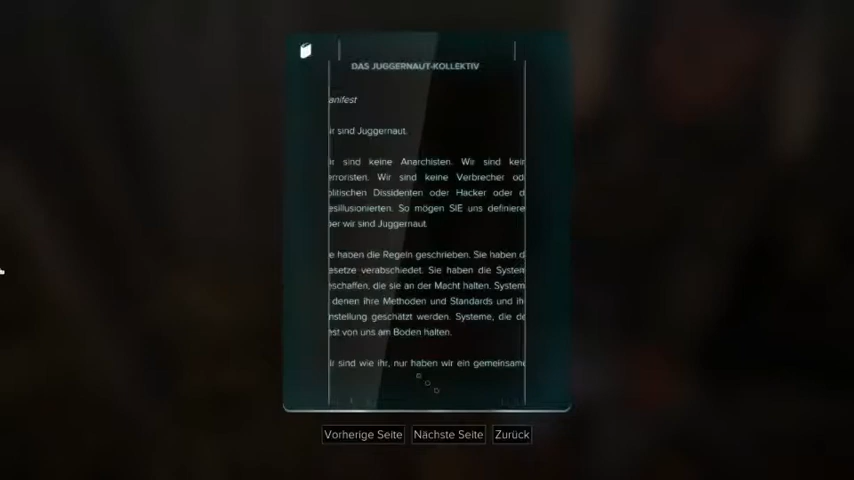 DAS JUGGERNAUT-KOLLEKTIV
anifest
ir sind Juggernaut.
ir sind keine Anarchisten. Wir sind kein
erroristen. Wir sind keine Verbrecher od
olitischen Dissidenten oder Hacker oder d
esillusionierten. So mögen SIE uns definiere
er wir sind Juggernaut.
e haben die Regeln geschrieben. Sie haben d
esetze verabschiedet. Sie haben die System
eschaffen, die sie an der Macht halten. System
denen ihre Methoden und Standards und ih
nstellung geschätzt werden. Systeme, die de
est von uns am Boden halten.
ir sind wie ihr, nur haben wir ein gemeinsame
Vorherige Seite Nächste Seite Zurück